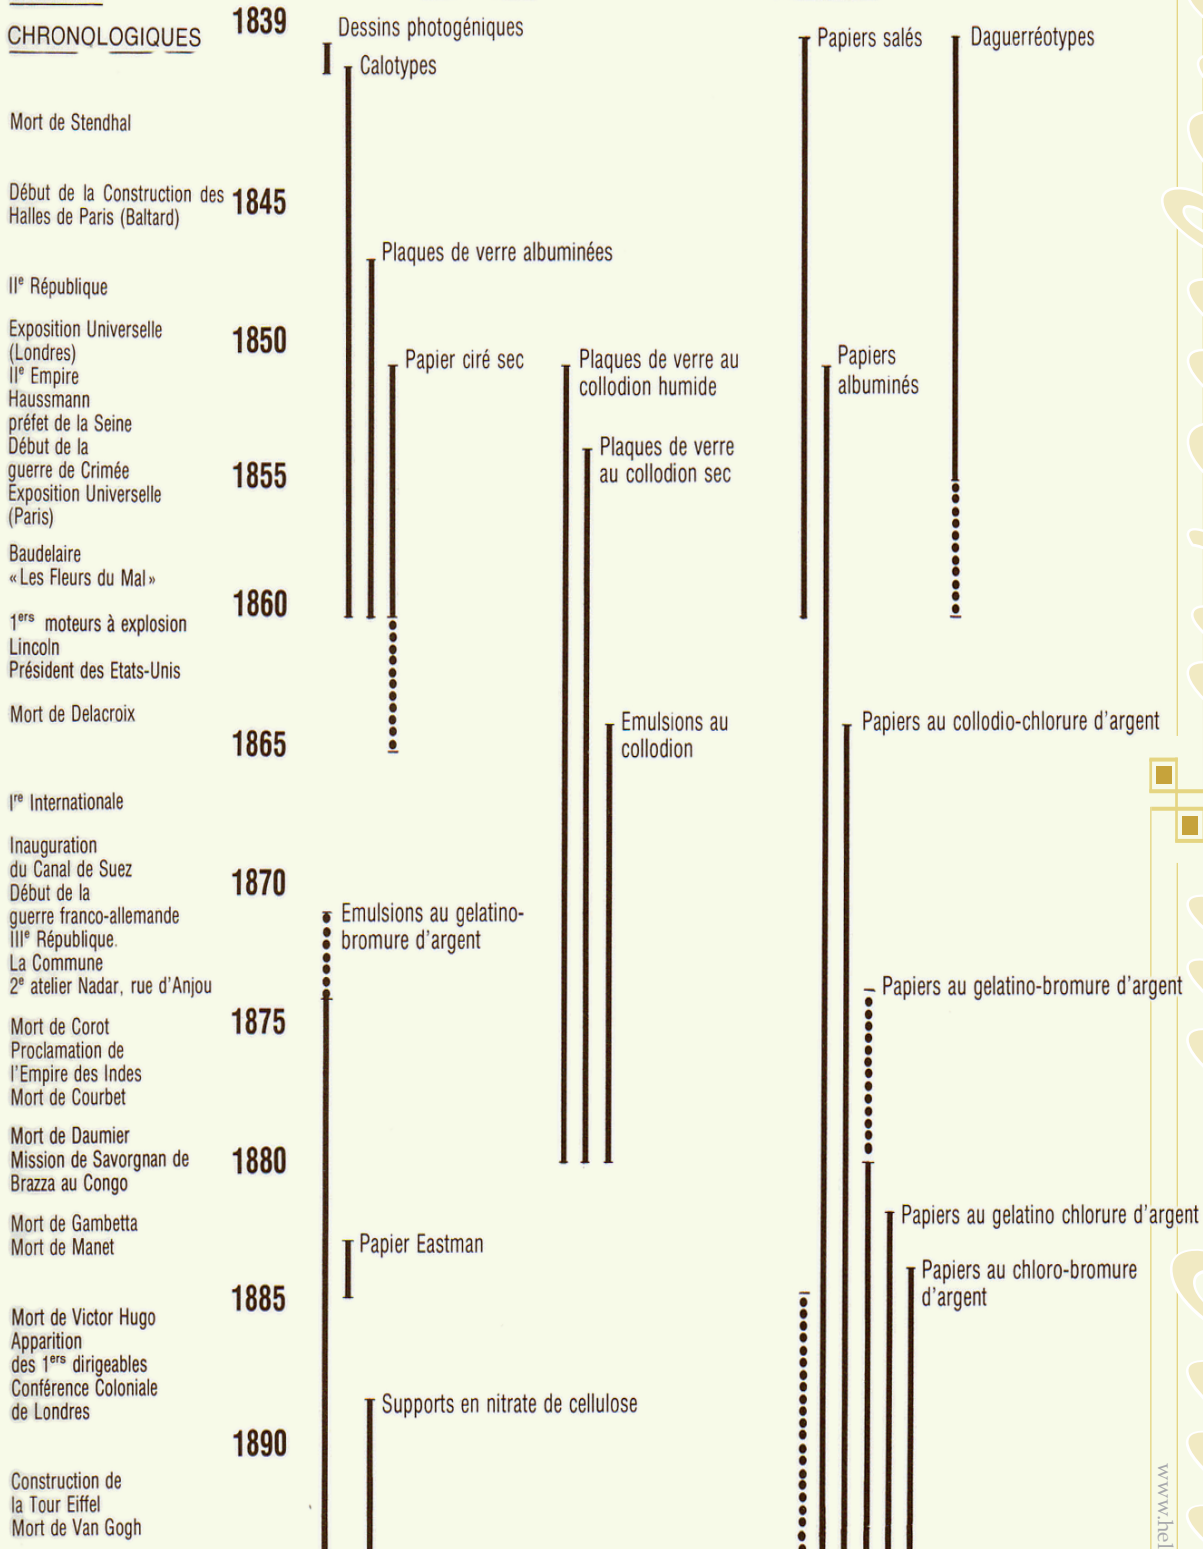 CHRONOLOGIQUES
1839
Dessins photogéniques
Calotypes
Papiers salés
Daguerréotypes
Mort de Stendhal
Début de la Construction des
Halles de Paris (Baltard)
1845
Plaques de verre albuminées
IIe République
Exposition Universelle
(Londres)
IIe Empire
Haussmann
préfet de la Seine
Début de la
guerre de Crimée
Exposition Universelle
(Paris)
1850
Papier ciré sec
Plaques de verre au
collodion humide
Papiers
albuminés
Plaques de verre
au collodion sec
1855
Baudelaire
«Les Fleurs du Mal»
1860
1ers moteurs à explosion
Lincoln
Président des Etats-Unis
Mort de Delacroix
1865
Emulsions au
collodion
Papiers au collodio-chlorure d'argent
Ire Internationale
Inauguration
du Canal de Suez
Début de la
guerre franco-allemande
IIIe République.
La Commune
2e atelier Nadar, rue d'Anjou
1870
Emulsions au gelatino-
bromure d'argent
Papiers au gelatino-bromure d'argent
1875
Mort de Corot
Proclamation de
l'Empire des Indes
Mort de Courbet
Mort de Daumier
Mission de Savorgnan de
Brazza au Congo
1880
Mort de Gambetta
Mort de Manet
Papier Eastman
Papiers au gelatino chlorure d'argent
Papiers au chloro-bromure
d'argent
1885
Mort de Victor Hugo
Apparition
des 1ers dirigeables
Conférence Coloniale
de Londres
Supports en nitrate de cellulose
1890
Construction de
la Tour Eiffel
Mort de Van Gogh
www.hel